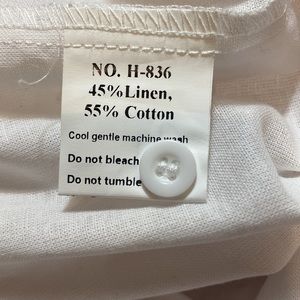 NO. H-836
45%Linen,
55% Cotton
Cool gentle machine wash
Do not bleach
Do not tumble